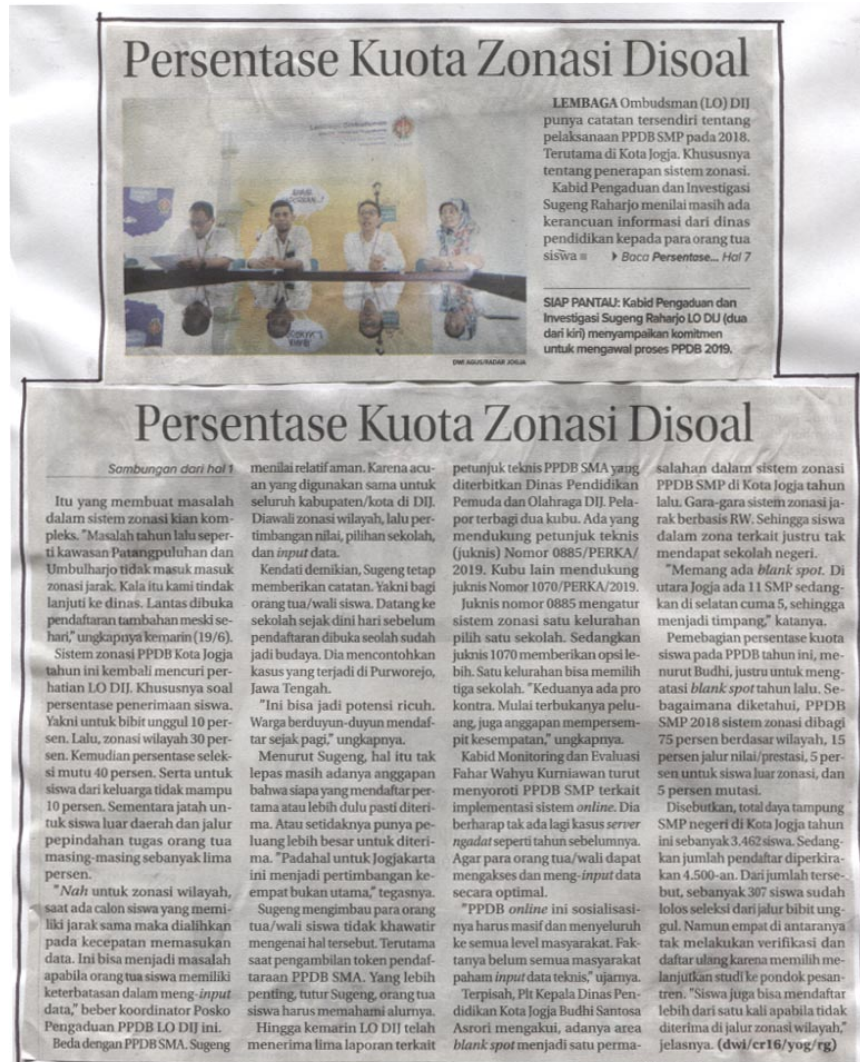 Persentase Kuota Zonasi Disoal
LEMBAGA Ombudsman (LO) DIJ
punya catatan tersendiri tentang
pelaksanaan PPDB SMP pada 2018.
Terutama di Kota Jogja. Khususnya
tentang penerapan sistem zonasi.
Kabid Pengaduan dan Investigasi
Sugeng Raharjo menilai masih ada
kerancuan informasi dari dinas
pendidikan kepada para orang tua
siswa
Baca Persentase... Hal 7
SIAP PANTAU: Kabid Pengaduan dan
Investigasi Sugeng Raharjo LO DIJ (dua
dari kiri) menyampaikan komitmen
untuk mengawal proses PPDB 2019.
DWI AGUS/RADAR JOGJA
Persentase Kuota Zonasi Disoal
Sambungan dari hal 1
Itu yang membuat masalah
dalam sistem zonasi kian kom-
pleks. "Masalah tahun lalu seper-
ti kawasan Patangpuluhan dan
Umbulharjo tidak masuk masuk
zonasi jarak. Kala itu kami tindak
lanjuti ke dinas. Lantas dibuka
pendaftaran tambahan meski se-
hari," ungkapnya kemarin (19/6).
Sistem zonasi PPDB Kota Jogja
tahun ini kembali mencuri per-
hatian LO DIJ. Khususnya soal
persentase penerimaan siswa.
Yakni untuk bibit unggul 10 per-
sen. Lalu, zonasi wilayah 30 per-
sen. Kemudian persentase selek-
si mutu 40 persen. Serta untuk
siswa dari keluarga tidak mampu
10 persen. Sementara jatah un-
tuk siswa luar daerah dan jalur
pepindahan tugas orang tua
masing-masing sebanyak lima
persen.
"Nah untuk zonasi wilayah,
saat ada calon siswa yang memi-
liki jarak sama maka dialihkan
pada kecepatan memasukan
data. Ini bisa menjadi masalah
apabila orang tua siswa memiliki
keterbatasan dalam meng-input
data," beber koordinator Posko
Pengaduan PPDB LO DIJ ini.
Beda dengan PPDB SMA. Sugeng
menilai relatif aman. Karena acu-
an yang digunakan sama untuk
seluruh kabupaten/kota di DIJ.
Diawali zonasi wilayah, lalu per-
timbangan nilai, pilihan sekolah,
dan input data.
Kendati demikian, Sugeng tetap
memberikan catatan. Yakni bagi
orang tua/wali siswa. Datang ke
sekolah sejak dini hari sebelum
pendaftaran dibuka seolah sudah
jadi budaya. Dia mencontohkan
kasus yang terjadi di Purworejo,
Jawa Tengah.
"Ini bisa jadi potensi ricuh.
Warga berduyun-duyun mendaf-
tar sejak pagi," ungkapnya.
Menurut Sugeng, hal itu tak
lepas masih adanya anggapan
bahwa siapa yang mendaftar per-
tama atau lebih dulu pasti diteri-
ma. Atau setidaknya punya pe-
luang lebih besar untuk diteri-
ma. "Padahal untuk Jogjakarta
ini menjadi pertimbangan ke-
empat bukan utama," tegasnya.
Sugeng mengimbau para orang
tua/wali siswa tidak khawatir
mengenai hal tersebut. Terutama
saat pengambilan token pendaf-
taraan PPDB SMA. Yang lebih
penting, tutur Sugeng, orang tua
siswa harus memahami alurnya.
Hingga kemarin LO DIJ telah
menerima lima laporan terkait
petunjuk teknis PPDB SMA yang
diterbitkan Dinas Pendidikan
Pemuda dan Olahraga DIJ. Pela-
por terbagi dua kubu. Ada yang
mendukung petunjuk teknis
(juknis) Nomor 0885/PERKA/
2019. Kubu lain mendukung
juknis Nomor 1070/PERKA/2019.
Juknis nomor 0885 mengatur
sistem zonasi satu kelurahan
pilih satu sekolah. Sedangkan
juknis 1070 memberikan opsi le-
bih. Satu kelurahan bisa memilih
tiga sekolah. "Keduanya ada pro
kontra. Mulai terbukanya pelu-
ang, juga anggapan mempersem-
pit kesempatan," ungkapnya.
Kabid Monitoring dan Evaluasi
Fahar Wahyu Kurniawan turut
menyoroti PPDB SMP terkait
implementasi sistem online. Dia
berharap tak ada lagi kasus server
ngadat seperti tahun sebelumnya.
Agar para orang tua/wali dapat
mengakses dan meng-input data
secara optimal.
"PPDB online ini sosialisasi-
nya harus masif dan menyeluruh
ke semua level masyarakat. Fak-
tanya belum semua masyarakat
paham input data teknis," ujarnya.
Terpisah, Plt Kepala Dinas Pen-
didikan Kota Jogja Budhi Santosa
Asrori mengakui, adanya area
blank spot menjadi satu perma-
salahan dalam sistem zonasi
PPDB SMP di Kota Jogja tahun
lalu. Gara-gara sistem zonasi ja-
rak berbasis RW. Sehingga siswa
dalam zona terkait justru tak
mendapat sekolah negeri.
"Memang ada blank spot. Di
utara Jogja ada 11 SMP sedang-
kan di selatan cuma 5, sehingga
menjadi timpang," katanya.
Pemebagian persentase kuota
siswa pada PPDB tahun ini, me-
nurut Budhi, justru untuk meng-
atasi blank spot tahun lalu. Se-
bagaimana diketahui, PPDB
SMP 2018 sistem zonasi dibagi
75 persen berdasar wilayah, 15
persen jalur nilai/prestasi, 5 per-
sen untuk siswa luar zonasi, dan
5 persen mutasi.
Disebutkan, total daya tampung
SMP negeri di Kota Jogja tahun
ini sebanyak 3.462 siswa. Sedang-
kan jumlah pendaftar diperkira-
kan 4.500-an. Dari jumlah terse-
but, sebanyak 307 siswa sudah
lolos seleksi dari jalur bibit ung-
gul. Namun empat di antaranya
tak melakukan verifikasi dan
daftar ulang karena memilih me-
lanjutkan studi ke pondok pesan-
tren. "Siswa juga bisa mendaftar
lebih dari satu kali apabila tidak
diterima di jalur zonasi wilayah,"
jelasnya. (dwi/cr16/yog/rg)